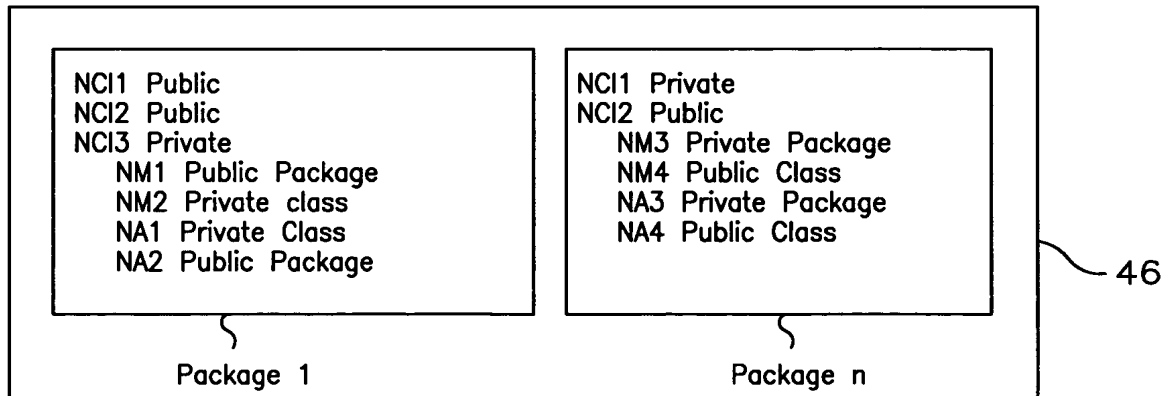 NCI1 Public
NCI2 Public
NCI3 Private
NM1 Public Package
NM2 Private class
NA1 Private Class
NA2 Public Package
Package 1
NCI1 Private
NCI2 Public
NM3 Private Package
NM4 Public Class
NA3 Private Package
NA4 Public Class
Package n
46